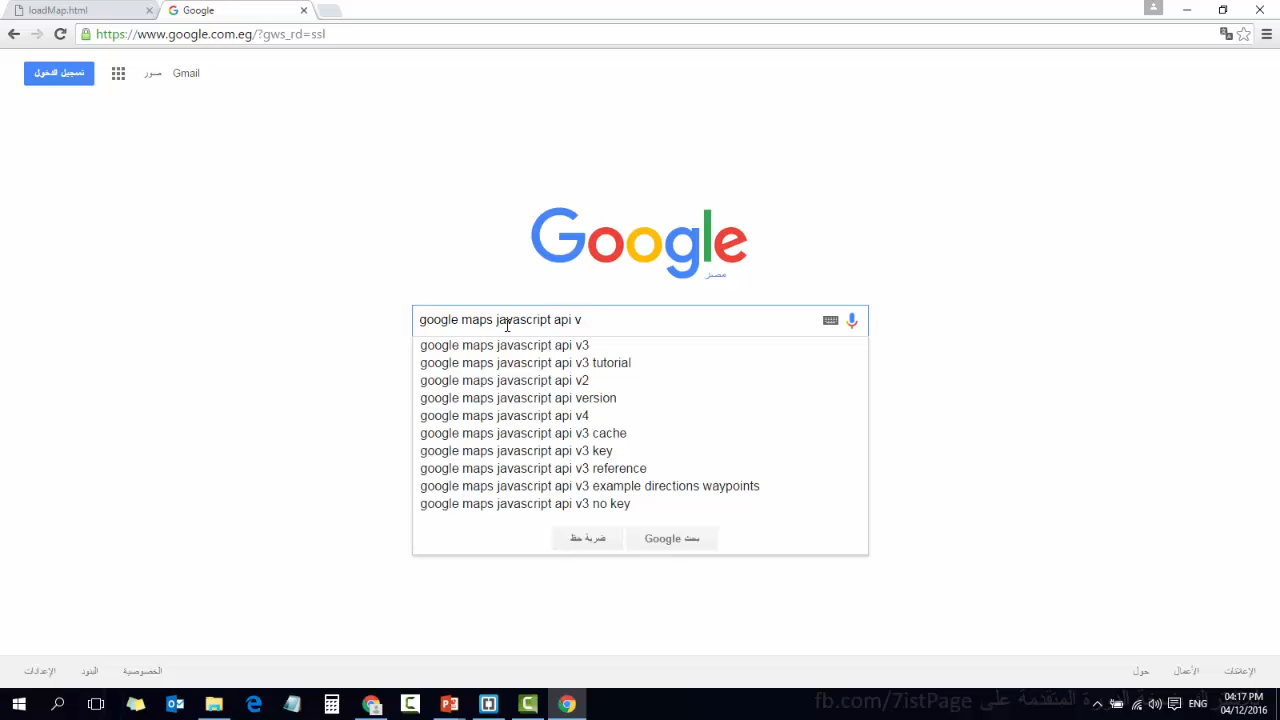 loadMap.html
Google
https://www.google.com.eg/?gws_rd=ssl
تسجيل الدخول
صور
Gmail
Google
مصر
google maps javascript api v
google maps javascript api v3
google maps javascript api v3 tutorial
google maps javascript api v2
google maps javascript api version
google maps javascript api v4
google maps javascript api v3 cache
google maps javascript api v3 key
google maps javascript api v3 reference
google maps javascript api v3 example directions waypoints
google maps javascript api v3 no key
ضربة حظ
بحث Google
الإعدادات
البنود
الخصوصية
حول
الأعمال
الإعلانات
المتقدمة على fb.com/7istPage
ENG
04:17 PM
04/12/2016